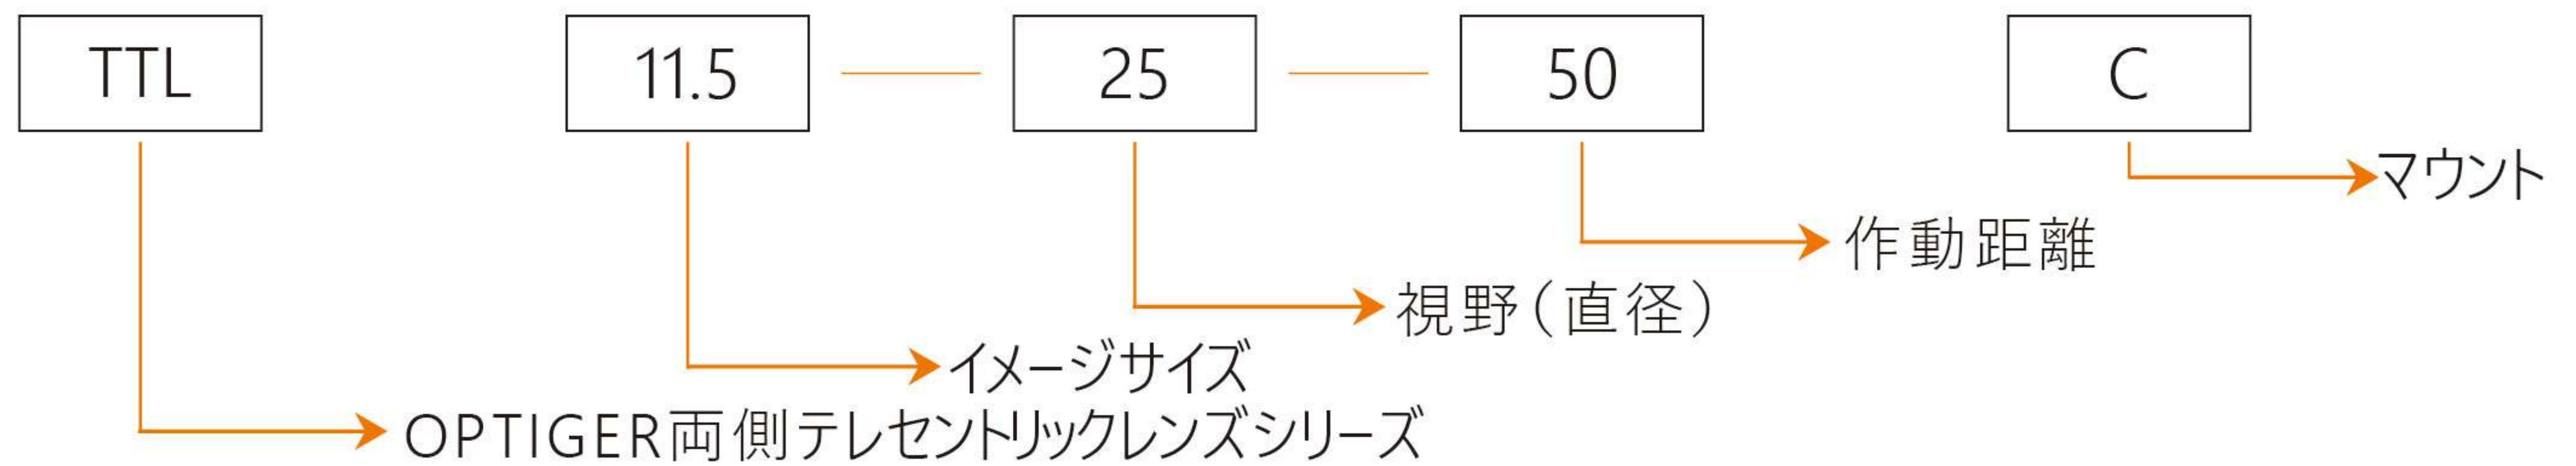 TTL 11.5 25 50 C
マウント
作動距離
視野(直径)
イメージサイズ
OPTIGER両側テレセントリックレンズシリーズ